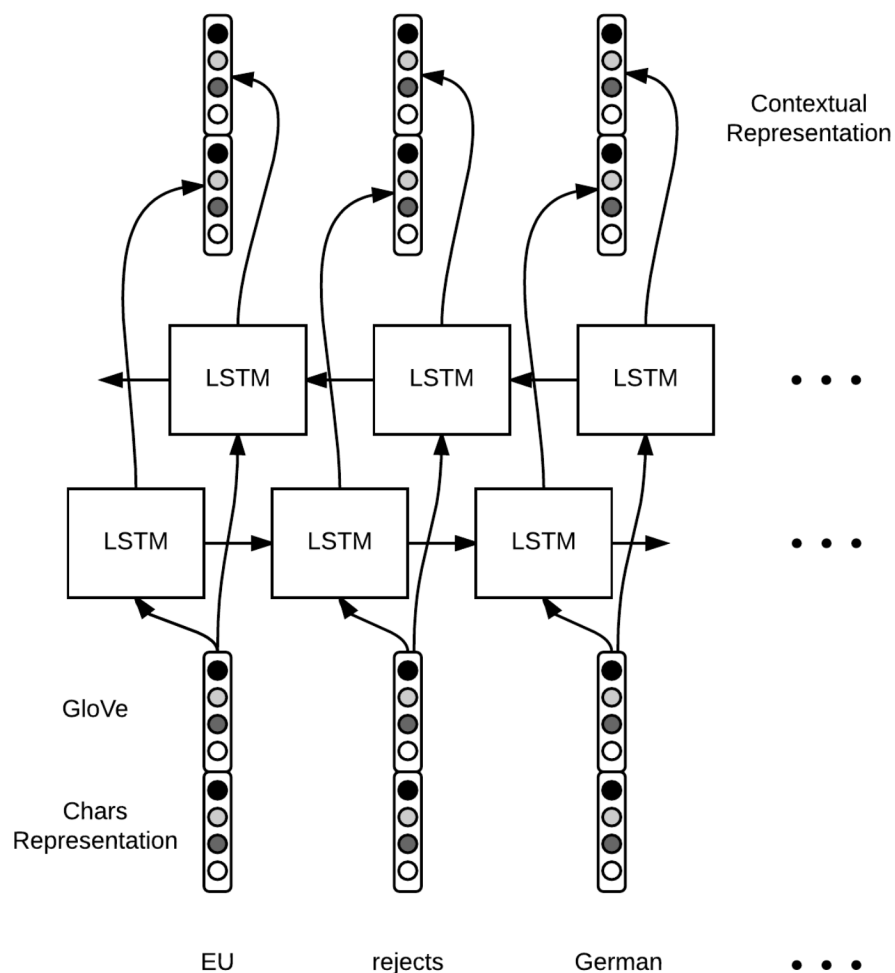 Contextual
Representation
LSTM LSTM LSTM
LSTM LSTM LSTM
GloVe
Chars
Representation
EU rejects German